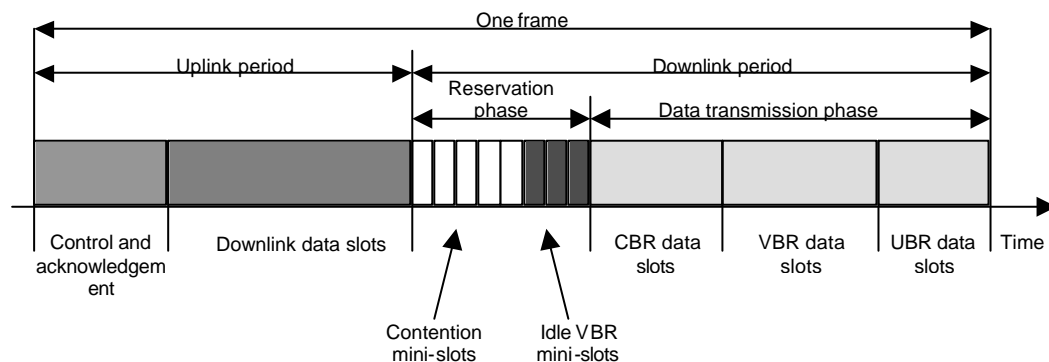 One frame
Uplink period
Downlink period
Reservation
phase
Data transmission phase
Control and
acknowledgem
ent
Downlink data slots
CBR data
slots
VBR data
slots
UBR data
slots
Time
Contention
mini-slots
Idle VBR
mini-slots